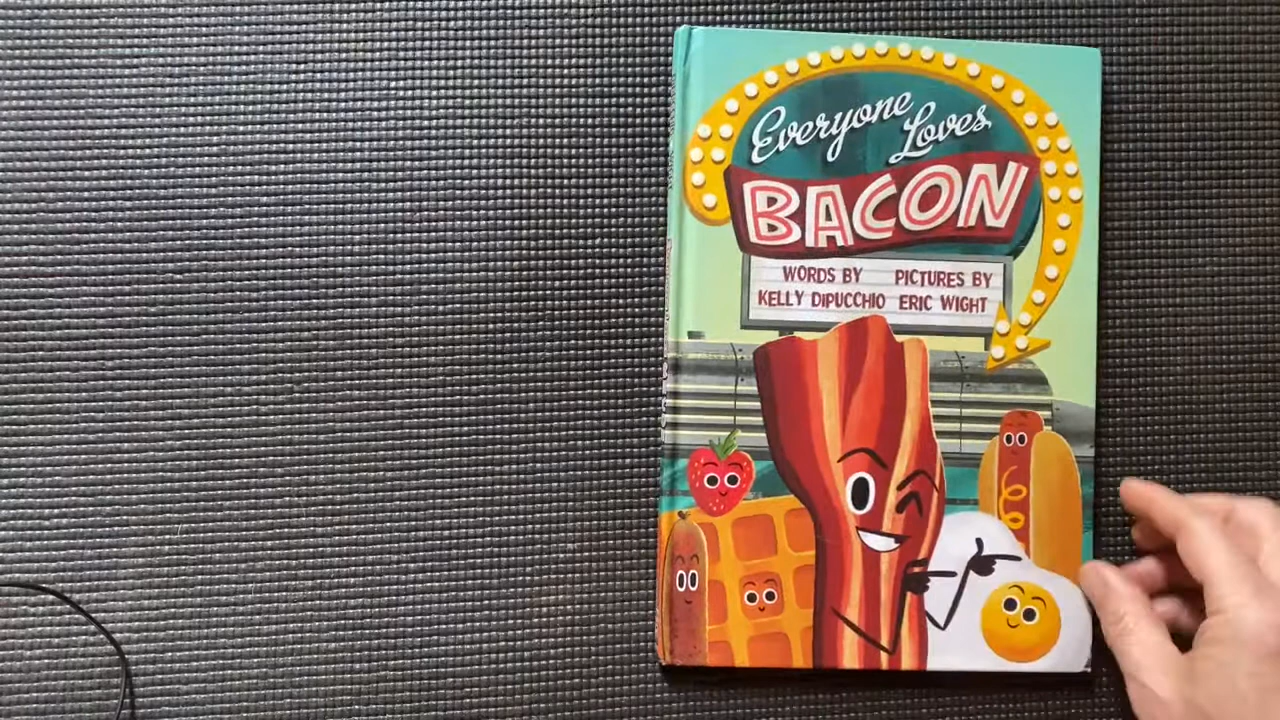 Everyone Loves
BACON
WORDS BY PICTURES BY
KELLY DiPUCCHIO ERIC WIGHT